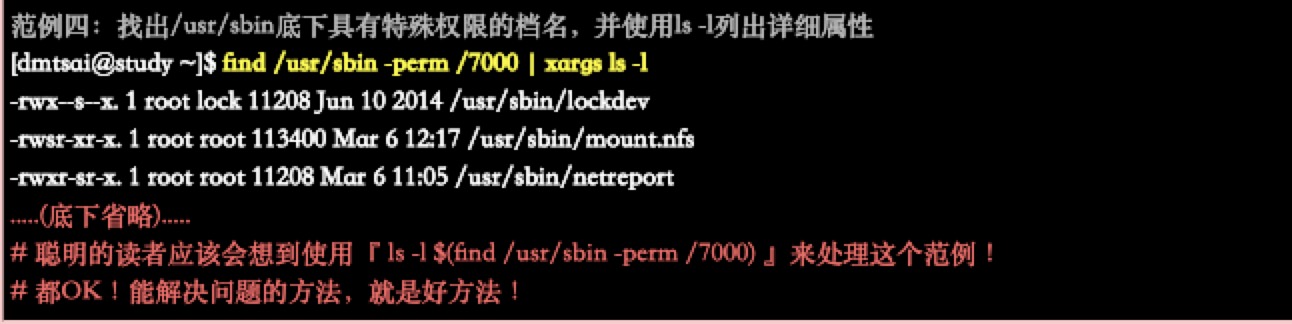 范例四：找出/usr/sbin底下具有特殊权限的档名，并使用ls -l列出详细属性
[dmtsai@study ~]$ find /usr/sbin -perm /7000 | xargs ls -l
-rwx--s--x. 1 root lock 11208 Jun 10 2014 /usr/sbin/lockdev
-rwsr-xr-x. 1 root root 113400 Mar 6 12:17 /usr/sbin/mount.nfs
-rwxr-sr-x. 1 root root 11208 Mar 6 11:05 /usr/sbin/netreport
.....(底下省略).....
# 聪明的读者应该会想到使用『 ls -l $(find /usr/sbin -perm /7000) 』来处理这个范例！
# 都OK！能解决问题的方法，就是好方法！